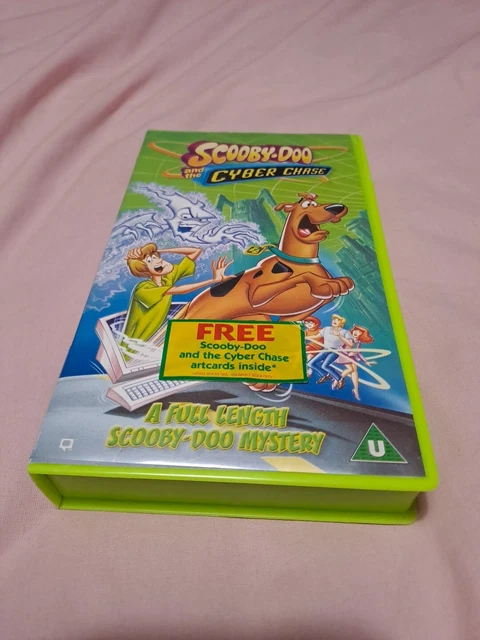 SCOOBY-DOO
and the
CYBER CHASE
FREE
Scooby-Doo
and the Cyber Chase
artcards inside*
A FULL LENGTH
SCOOBY-DOO MYSTERY
U